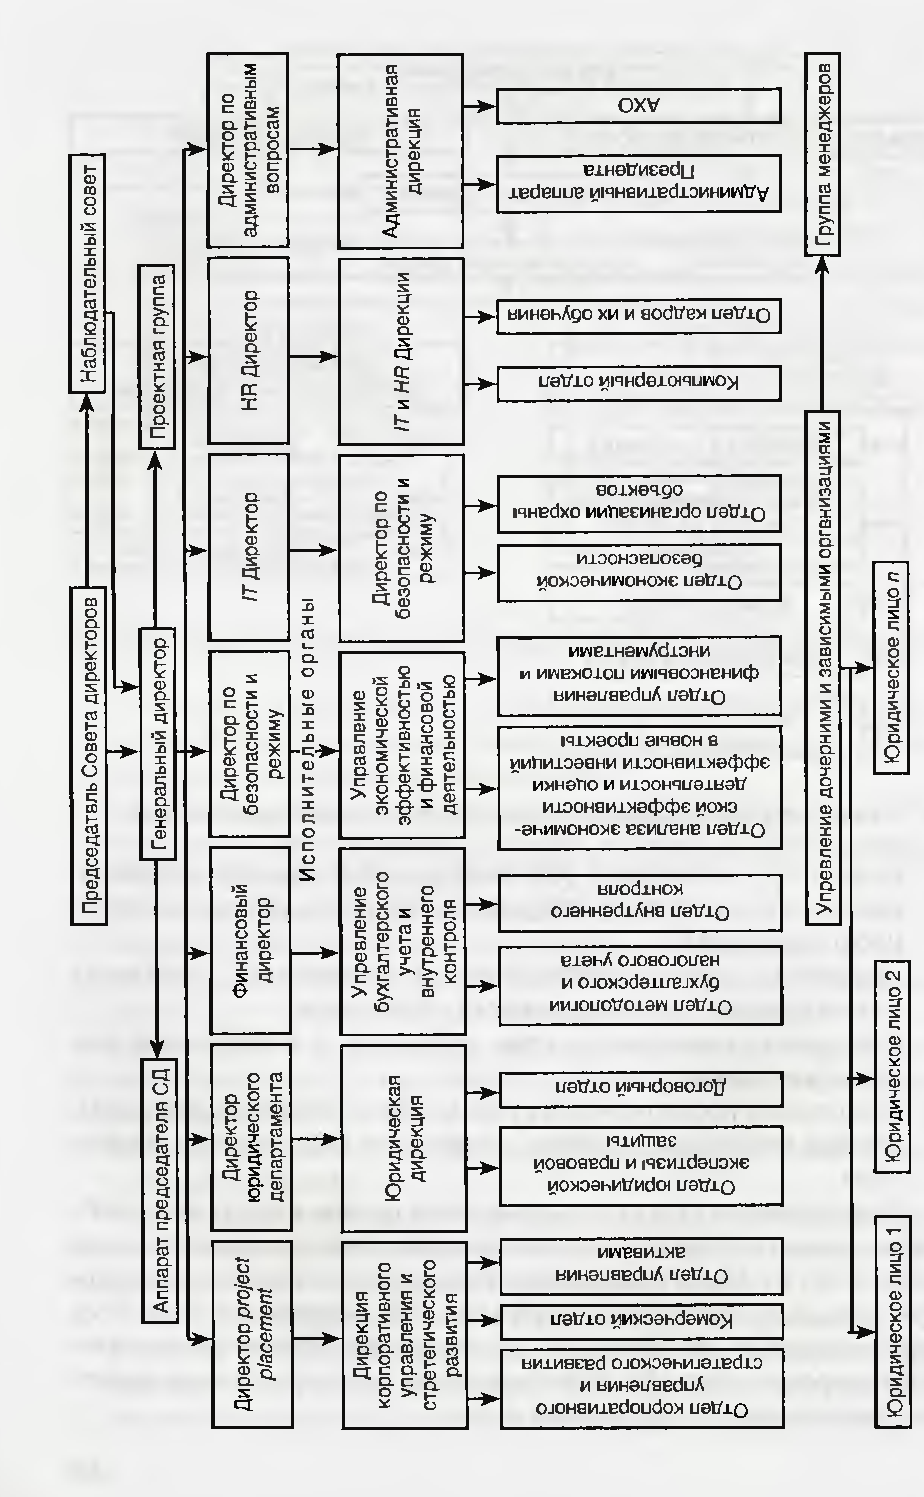 Председатель Совета директоров
Наблюдательный совет
Аппарат председателя СД
Генеральный директор
Проектная группа
Директор project
placement
Директор
юридического
департамента
Финансовый
директор
Директор по
безопасности и
режиму
IT Директор
HR Директор
Директор по
административным
вопросам
Исполнительные органы
Дирекция
корпоративного
управления и
стретегического
развития
Юридическая
дирекция
Упревление
бухгалтерского
учета и
внутреннего
контроля
Управление
экономической
эффективностью
и финансовой
деятельностью
Директор по
безопасности и
режиму
IT и HR Дирекции
Административная
дирекция
Отдел корпоративного
управления и
стратегического развития
Комерческий отдел
Отдел управления
активами
Отдел юридической
экспертизы и правовой
защиты
Договорный отдел
Отдел методологии
бухгалтерского и
налогового учета
Отдел внутреннего
контроля
Отдел анализа экономиче-
ской эффективности
деятельности и оценки
эффективности инвестиций
в новые проекты
Отдел управления
финансовыми потоками и
инструментами
Отдел экономической
безопасности
Отдел организации охраны
объектов
Компьютерный отдел
Отдел кадров и их обучения
Административный аппарат
Президента
АХО
Упревление дочерними и зависимыми организациями
Группа менеджеров
Юридическое лицо 1
Юридическое лицо 2
Юридическое лицо n